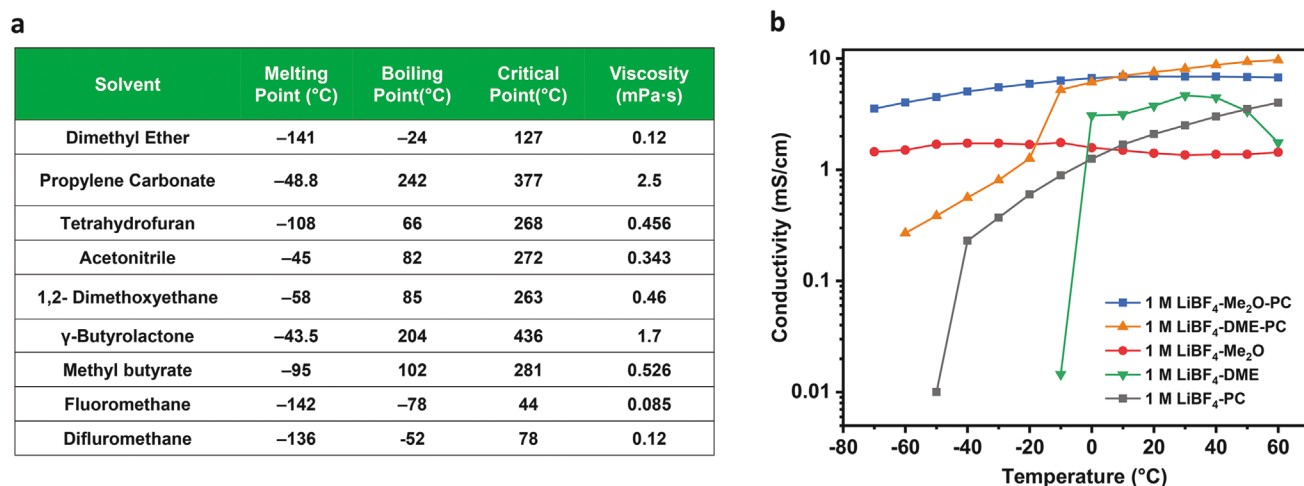 a
Solvent Melting Point (°C) Boiling Point(°C) Critical Point(°C) Viscosity (mPa·s)
Dimethyl Ether –141 –24 127 0.12
Propylene Carbonate –48.8 242 377 2.5
Tetrahydrofuran –108 66 268 0.456
Acetonitrile –45 82 272 0.343
1,2- Dimethoxyethane –58 85 263 0.46
γ-Butyrolactone –43.5 204 436 1.7
Methyl butyrate –95 102 281 0.526
Fluoromethane –142 –78 44 0.085
Difluromethane –136 -52 78 0.12
b
Conductivity (mS/cm)
10
1
0.1
0.01
1 M LiBF₄-Me₂O-PC
1 M LiBF₄-DME-PC
1 M LiBF₄-Me₂O
1 M LiBF₄-DME
1 M LiBF₄-PC
-80 -60 -40 -20 0 20 40 60
Temperature (°C)